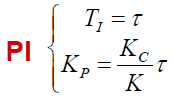 PI { T_I = τ
K_P = K_C/K τ